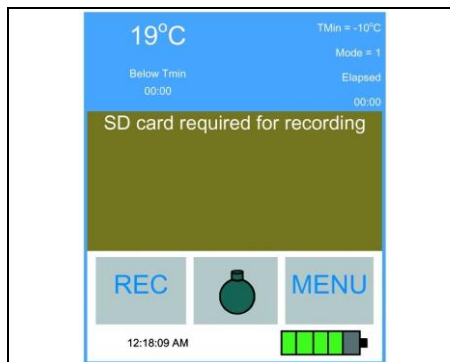 19°C
TMin = -10°C
Mode = 1
Below Tmin
Elapsed
00:00
00:00
SD card required for recording
REC
MENU
12:18:09 AM